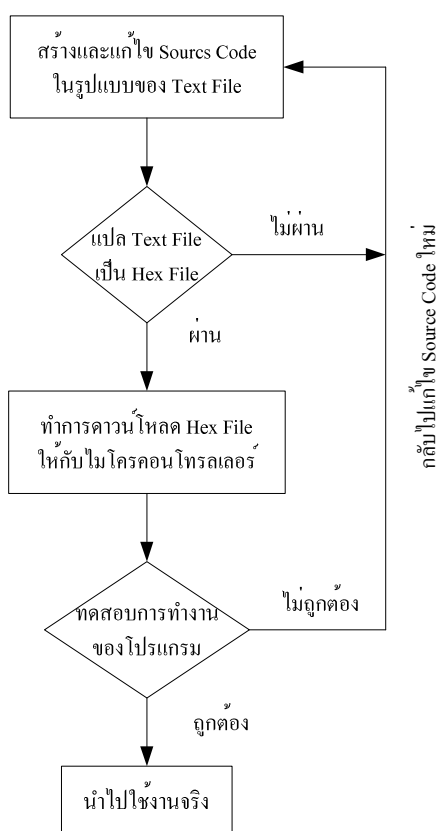 สร้างและแก้ไข Sourcs Code
ในรูปแบบของ Text File
แปล Text File
เป็น Hex File
ไม่ผ่าน
ผ่าน
ทำการดาวน์โหลด Hex File
ให้กับไมโครคอนโทรลเลอร์
ทดสอบการทำงาน
ของโปรแกรม
ไม่ถูกต้อง
ถูกต้อง
นำไปใช้งานจริง
กลับไปแก้ไข Source Code ใหม่